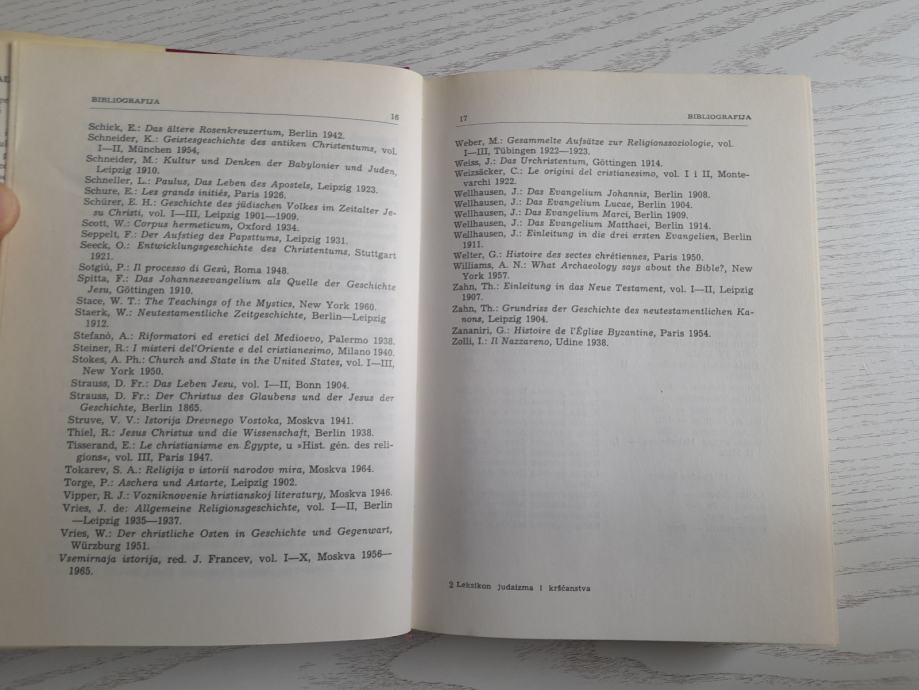 BIBLIOGRAFIJA
16
Schick, E.: Das ältere Rosenkreuzertum, Berlin 1942.
Schneider, K.: Geistesgeschichte des antiken Christentums, vol.
I—II, München 1954.
Schneider, M.: Kultur und Denken der Babylonier und Juden,
Leipzig 1910.
Schneller, L.: Paulus, Das Leben des Apostels, Leipzig 1923.
Schure, E.: Les grands initiés, Paris 1926.
Schürer, E. H.: Geschichte des jüdischen Volkes im Zeitalter Je-
su Christi, vol. I—III, Leipzig 1901—1909.
Scott, W.: Corpus hermeticum, Oxford 1934.
Seppelt, F.: Der Aufstieg des Papsttums, Leipzig 1931.
Seeck, O.: Entwicklungsgeschichte des Christentums, Stuttgart
1921.
Sotgiù, P.: Il processo di Gesú, Roma 1948.
Spitta, F.: Das Johannesevangelium als Quelle der Geschichte
Jesu, Göttingen 1910.
Stace, W. T.: The Teachings of the Mystics, New York 1960.
Staerk, W.: Neutestamentliche Zeitgeschichte, Berlin—Leipzig
1912.
Stefanò, A.: Riformatori ed eretici del Medioevo, Palermo 1938.
Steiner, R.: I misteri del'Oriente e del cristianesimo, Milano 1940.
Stokes, A. Ph.: Church and State in the United States, vol. I—III,
New York 1950.
Strauss, D. Fr.: Das Leben Jesu, vol. I—II, Bonn 1904.
Strauss, D. Fr.: Der Christus des Glaubens und der Jesus der
Geschichte, Berlin 1865.
Struve, V. V.: Istorija Drevnego Vostoka, Moskva 1941.
Thiel, R.: Jesus Christus und die Wissenschaft, Berlin 1938.
Tisserand, E.: Le christianisme en Égypte, u »Hist. gén. des reli-
gions«, vol. III, Paris 1947.
Tokarev, S. A.: Religija v istorii narodov mira, Moskva 1964.
Torge, P.: Aschera und Astarte, Leipzig 1902.
Vipper, R. J.: Vozniknovenie hristianskoj literatury, Moskva 1946.
Vries, J. de: Allgemeine Religionsgeschichte, vol. I—II, Berlin
—Leipzig 1935—1937.
Vries, W.: Der christliche Osten in Geschichte und Gegenwart,
Würzburg 1951.
Vsemirnaja istorija, red. J. Francev, vol. I—X, Moskva 1956—
1965.
17
BIBLIOGRAFIJA
Weber, M.: Gesammelte Aufsätze zur Religionssoziologie, vol.
I—III, Tübingen 1922—1923.
Weiss, J.: Das Urchristentum, Göttingen 1914.
Weizsäcker, C.: Le origini del cristianesimo, vol. I i II, Monte-
varchi 1922.
Wellhausen, J.: Das Evangelium Johannis, Berlin 1908.
Wellhausen, J.: Das Evangelium Lucae, Berlin 1904.
Wellhausen, J.: Das Evangelium Marci, Berlin 1909.
Wellhausen, J.: Das Evangelium Matthaei, Berlin 1914.
Wellhausen, J.: Einleitung in die drei ersten Evangelien, Berlin
1911.
Welter, G.: Histoire des sectes chrétiennes, Paris 1950.
Williams, A. N.: What Archaeology says about the Bible?, New
York 1957.
Zahn, Th.: Einleitung in das Neue Testament, vol. I—II, Leipzig
1907.
Zahn, Th.: Grundriss der Geschichte des neutestamentlichen Ka-
nons, Leipzig 1904.
Zananiri, G.: Histoire de l'Église Byzantine, Paris 1954.
Zolli, I.: Il Nazzareno, Udine 1938.
2 Leksikon judaizma i kršćanstva